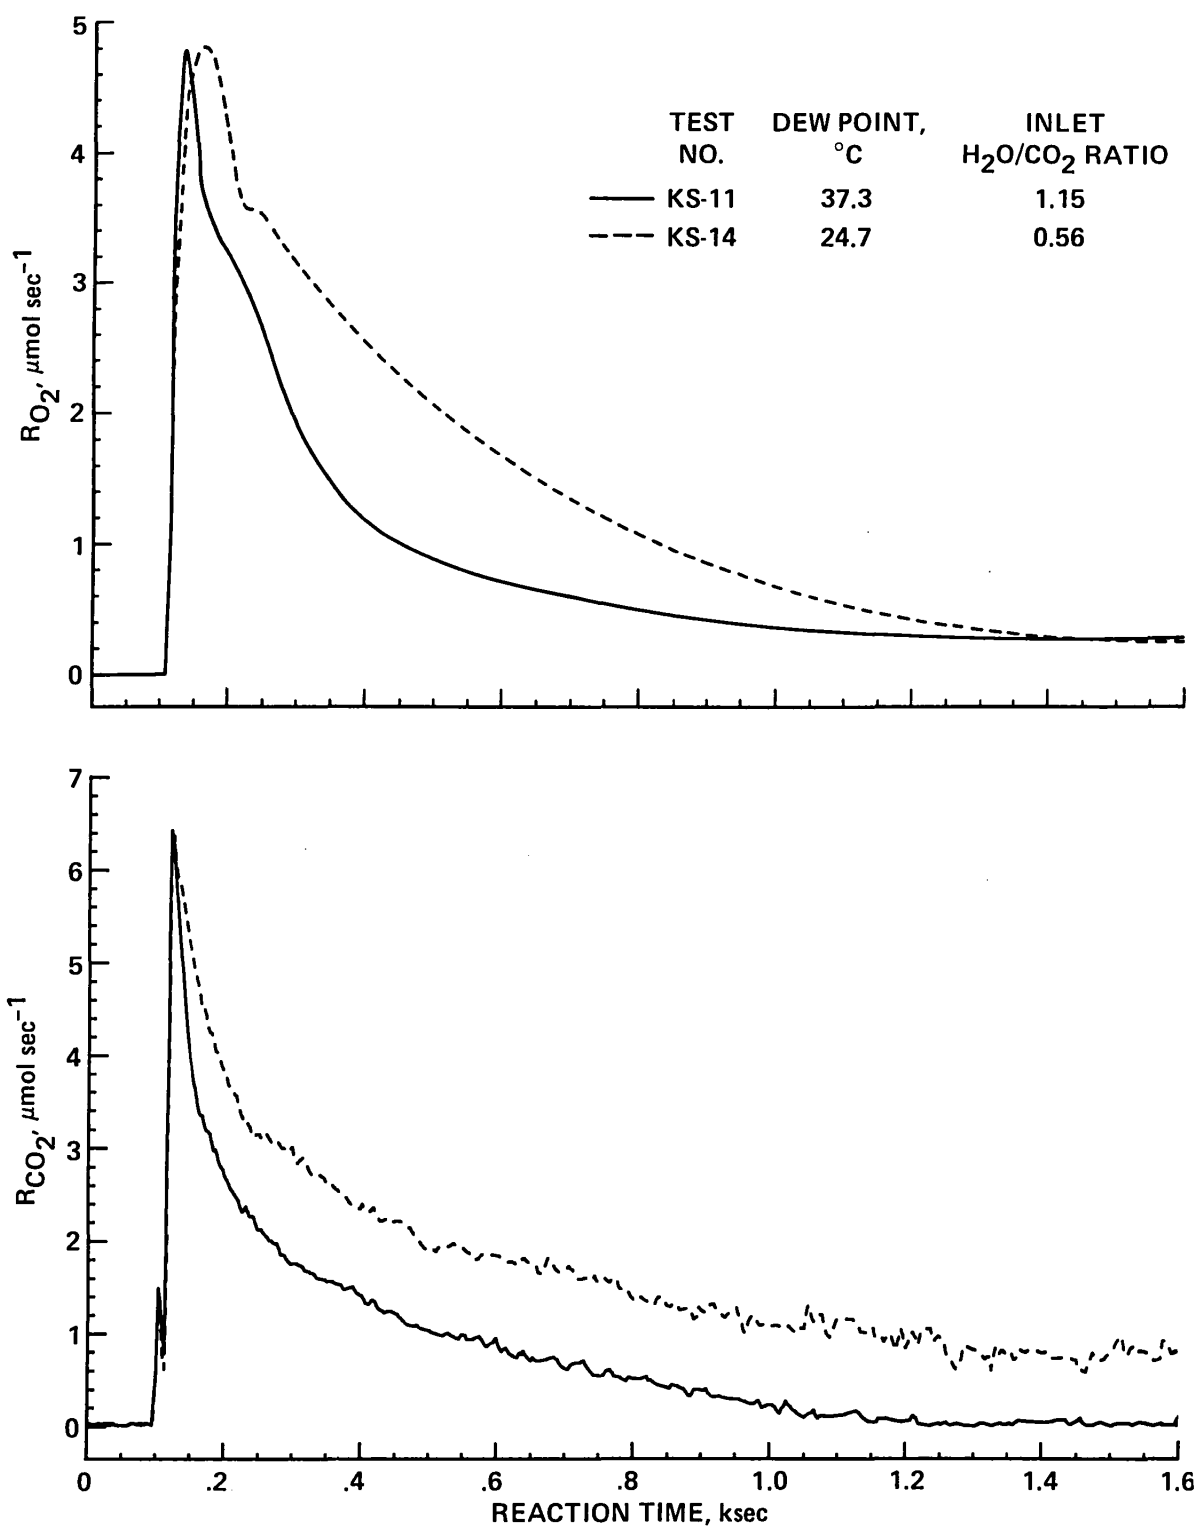 5
4
3
2
1
0
R_O2, μmol sec⁻¹
TEST DEW POINT, INLET
NO. °C H2O/CO2 RATIO
KS-11 37.3 1.15
KS-14 24.7 0.56
7
6
5
4
3
2
1
0
R_CO2, μmol sec⁻¹
0 .2 .4 .6 .8 1.0 1.2 1.4 1.6
REACTION TIME, ksec